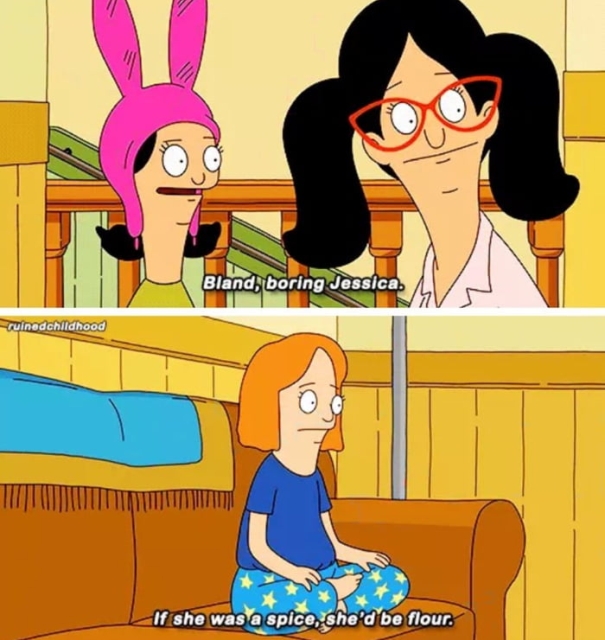 Bland, boring Jessica.
ruinedchildhood
If she was a spice, she'd be flour.